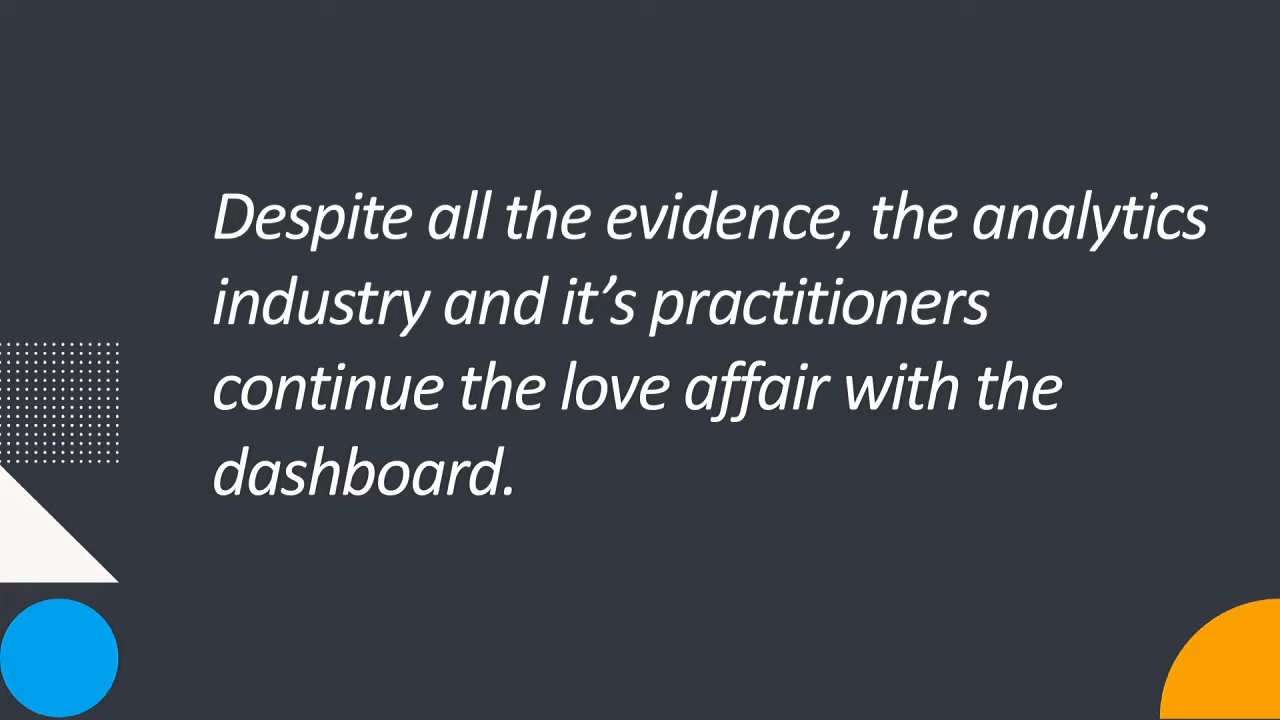 Despite all the evidence, the analytics
industry and it’s practitioners
continue the love affair with the
dashboard.